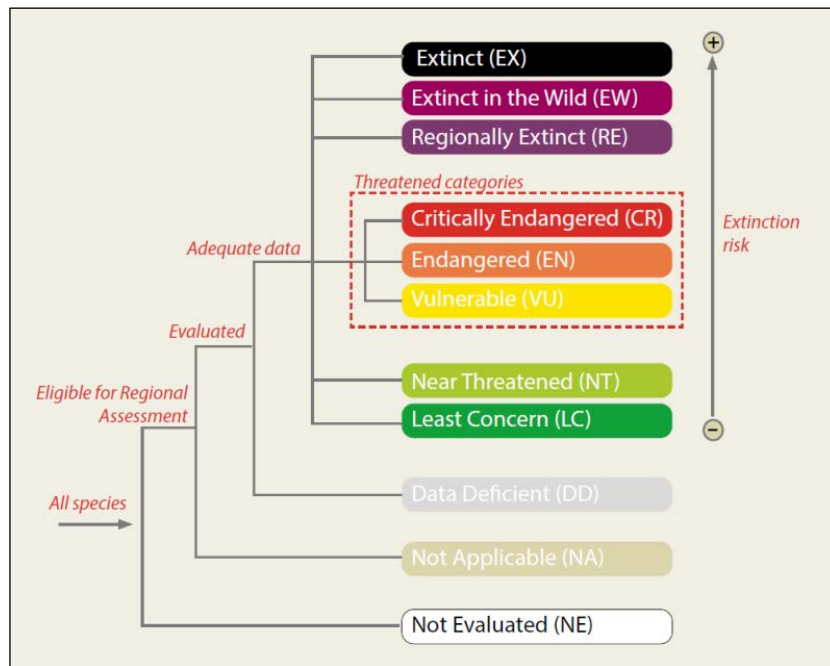 Extinct (EX)
Extinct in the Wild (EW)
Regionally Extinct (RE)
Threatened categories
Critically Endangered (CR)
Extinction
risk
Adequate data
Endangered (EN)
Vulnerable (VU)
Evaluated
Near Threatened (NT)
Eligible for Regional
Assessment
Least Concern (LC)
All species
Data Deficient (DD)
Not Applicable (NA)
Not Evaluated (NE)
+
−